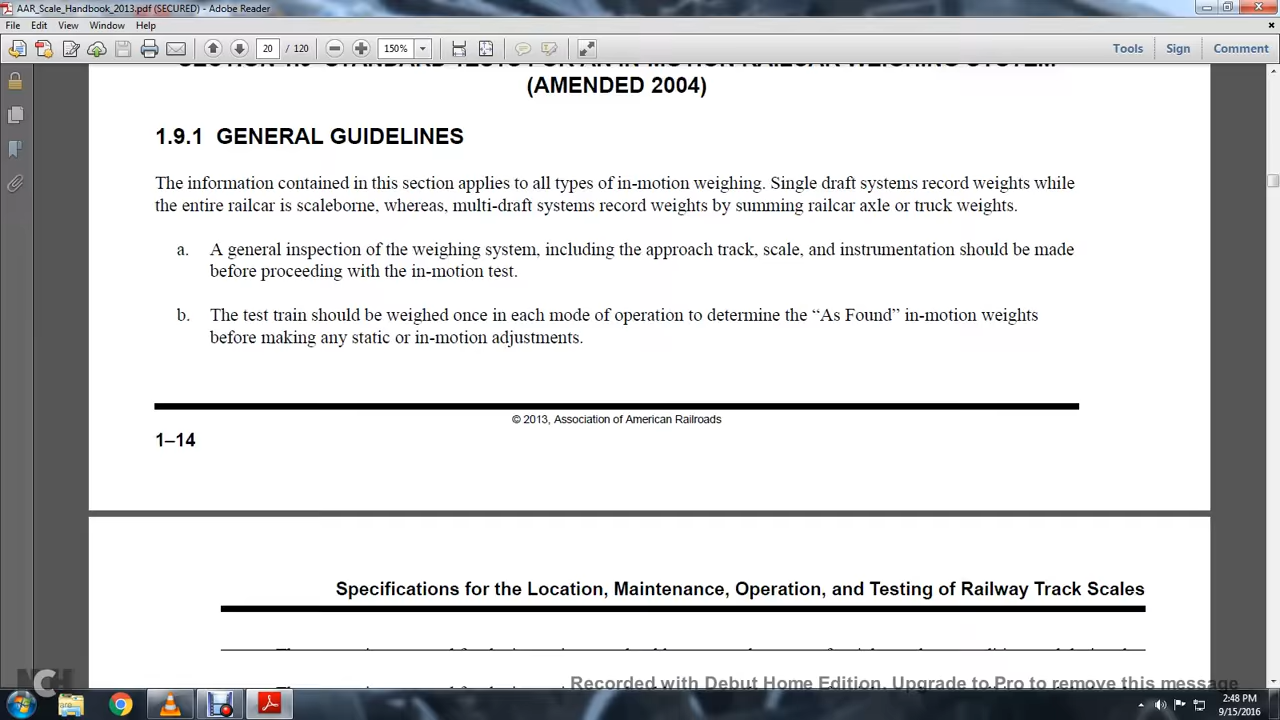 AAR_Scale_Handbook_2013.pdf (SECURED) - Adobe Reader
File Edit View Window Help
20 / 120 150% Tools Sign Comment
(AMENDED 2004)
1.9.1 GENERAL GUIDELINES
The information contained in this section applies to all types of in-motion weighing. Single draft systems record weights while
the entire railcar is scaleborne, whereas, multi-draft systems record weights by summing railcar axle or truck weights.
a. A general inspection of the weighing system, including the approach track, scale, and instrumentation should be made
before proceeding with the in-motion test.
b. The test train should be weighed once in each mode of operation to determine the “As Found” in-motion weights
before making any static or in-motion adjustments.
© 2013, Association of American Railroads
1–14
Specifications for the Location, Maintenance, Operation, and Testing of Railway Track Scales
Recorded with Debut Home Edition. Upgrade to Pro to remove this message
NCH
2:48 PM
9/15/2016